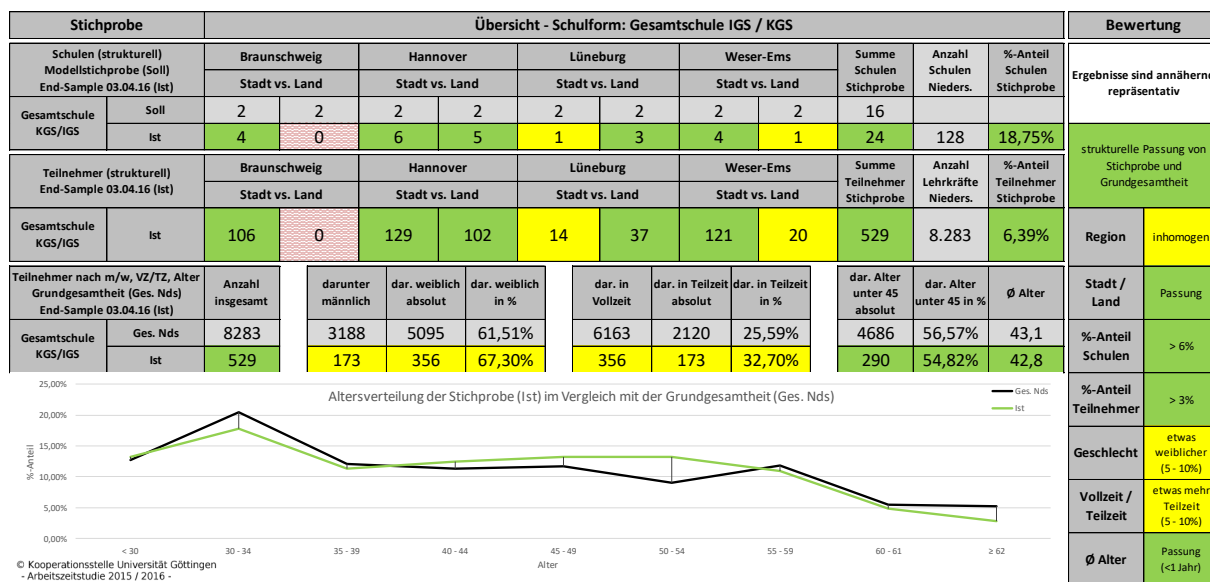 Stichprobe
Übersicht - Schulform: Gesamtschule IGS / KGS
Bewertung
Schulen (strukturell)
Modellstichprobe (Soll)
End-Sample 03.04.16 (Ist)
Braunschweig
Hannover
Lüneburg
Weser-Ems
Summe
Schulen
Stichprobe
Anzahl
Schulen
Nieders.
%-Anteil
Schulen
Stichprobe
Stadt vs. Land
Stadt vs. Land
Stadt vs. Land
Stadt vs. Land
Ergebnisse sind annähernd
repräsentativ
Gesamtschule
KGS/IGS
Soll 2 2 2 2 2 2 2 2 16
Ist 4 0 6 5 1 3 4 1 24 128 18,75%
strukturelle Passung von
Stichprobe und
Grundgesamtheit
Teilnehmer (strukturell)
End-Sample 03.04.16 (Ist)
Braunschweig
Hannover
Lüneburg
Weser-Ems
Summe
Teilnehmer
Stichprobe
Anzahl
Lehrkräfte
Nieders.
%-Anteil
Teilnehmer
Stichprobe
Stadt vs. Land
Stadt vs. Land
Stadt vs. Land
Stadt vs. Land
Gesamtschule
KGS/IGS
Ist 106 0 129 102 14 37 121 20 529 8.283 6,39%
Region inhomogen
Teilnehmer nach m/w, VZ/TZ, Alter
Grundgesamtheit (Ges. Nds)
End-Sample 03.04.16 (Ist)
Anzahl
insgesamt
darunter
männlich
dar. weiblich
absolut
dar. weiblich
in %
dar. in
Vollzeit
dar. in Teilzeit
absolut
dar. in Teilzeit
in %
dar. Alter
unter 45
absolut
dar. Alter
unter 45 in %
Ø Alter
Stadt /
Land
Passung
Gesamtschule
KGS/IGS
Ges. Nds 8283 3188 5095 61,51% 6163 2120 25,59% 4686 56,57% 43,1
Ist 529 173 356 67,30% 356 173 32,70% 290 54,82% 42,8
%-Anteil
Schulen
> 6%
%-Anteil
Teilnehmer
> 3%
Geschlecht
etwas
weiblicher
(5 - 10%)
Vollzeit /
Teilzeit
etwas mehr
Teilzeit
(5 - 10%)
Ø Alter
Passung
(<1 Jahr)
Altersverteilung der Stichprobe (Ist) im Vergleich mit der Grundgesamtheit (Ges. Nds)
Ges. Nds
Ist
%-Anteil
25,00%
20,00%
15,00%
10,00%
5,00%
0,00%
< 30 30 - 34 35 - 39 40 - 44 45 - 49 50 - 54 55 - 59 60 - 61 ≥ 62
Alter
© Kooperationsstelle Universität Göttingen
- Arbeitszeitstudie 2015 / 2016 -